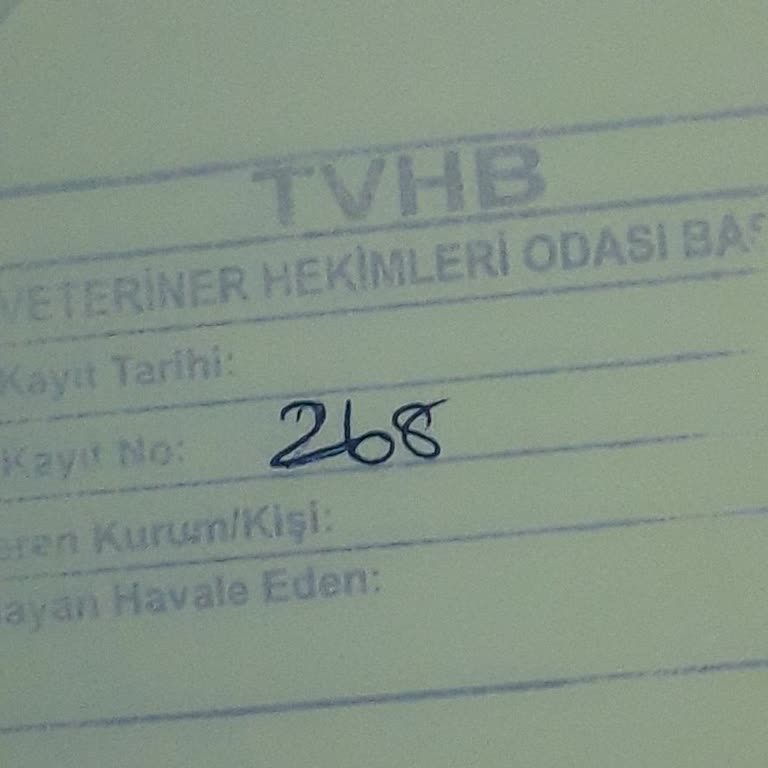 TVHB
VETERİNER HEKİMLERİ ODASI
Kayıt Tarihi:
Kayıt No: 268
Kurum/Kişi:
Havale Eden: